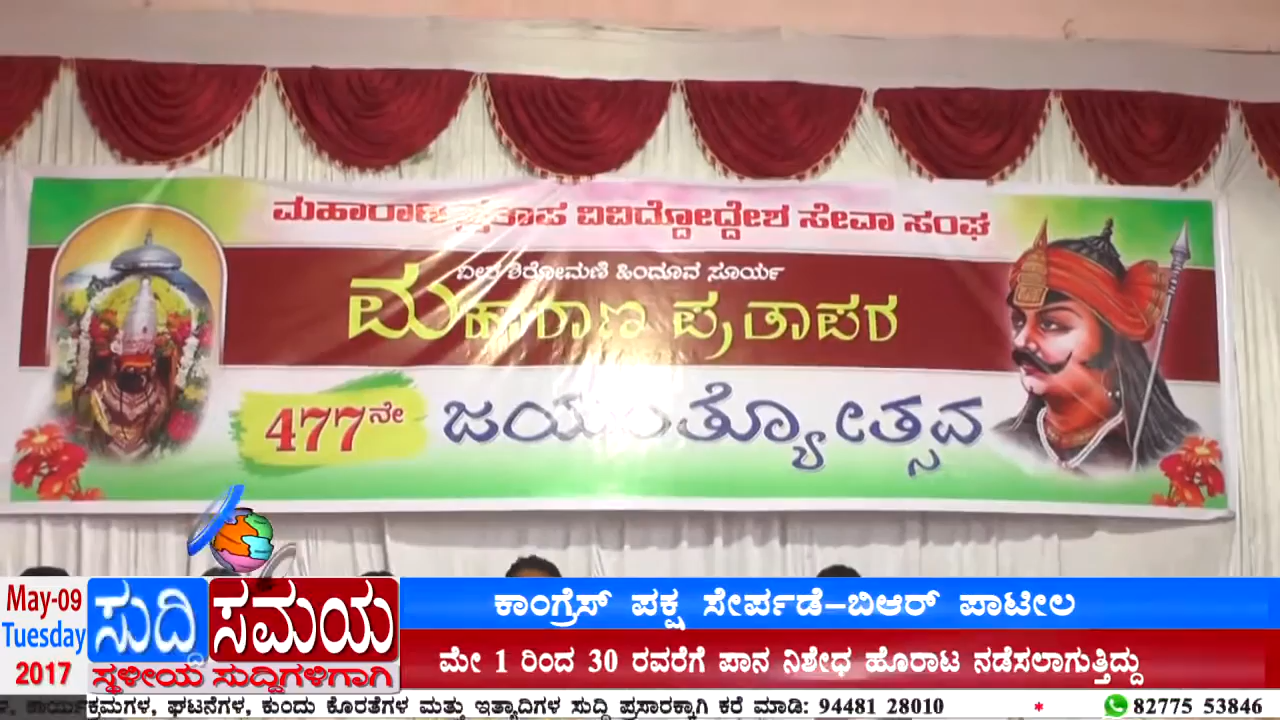 ಮಹಾರಾಣ ಪ್ರತಾಪ ವಿವಿದ್ದೋದ್ದೇಶ ಸೇವಾ ಸಂಘ
ವೀರ ಶಿರೋಮಣಿ ಹಿಂದೂವ ಸೂರ್ಯ
ಮಹಾರಾಣ ಪ್ರತಾಪರ
477ನೇ ಜಯಂತ್ಯೋತ್ಸವ
May-09
Tuesday
2017
ಸುದ್ದಿ ಸಮಯ
ಸ್ಥಳೀಯ ಸುದ್ದಿಗಳಿಗಾಗಿ
ಕಾಂಗ್ರೆಸ್ ಪಕ್ಷ ಸೇರ್ಪಡೆ-ಬಿಆರ್ ಪಾಟೀಲ
ಮೇ 1 ರಿಂದ 30 ರವರೆಗೆ ಪಾನ ನಿಶೇಧ ಹೊರಾಟ ನಡೆಸಲಾಗುತ್ತಿದ್ದು
ಕಾರ್ಯಕ್ರಮಗಳ, ಘಟನೆಗಳ, ಕುಂದು ಕೊರತೆಗಳ ಮತ್ತು ಇತ್ಯಾದಿಗಳ ಸುದ್ದಿ ಪ್ರಸಾರಕ್ಕಾಗಿ ಕರೆ ಮಾಡಿ: 94481 28010 * 82775 53846